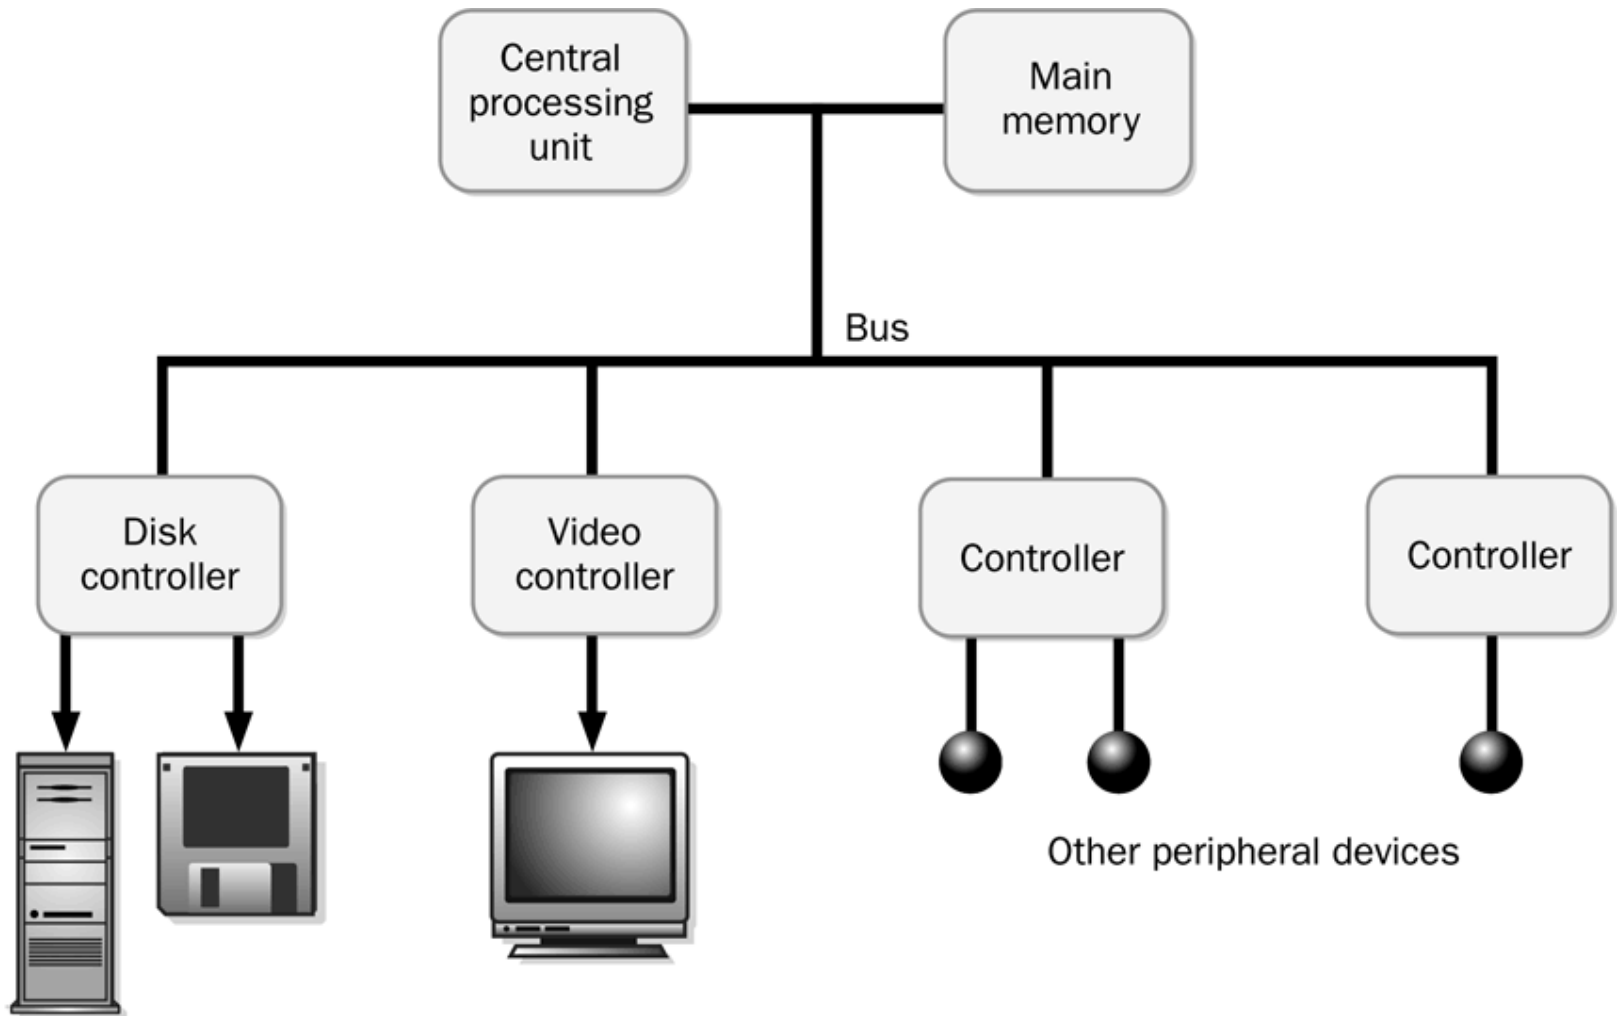 Central
processing
unit
Main
memory
Bus
Disk
controller
Video
controller
Controller
Controller
Other peripheral devices